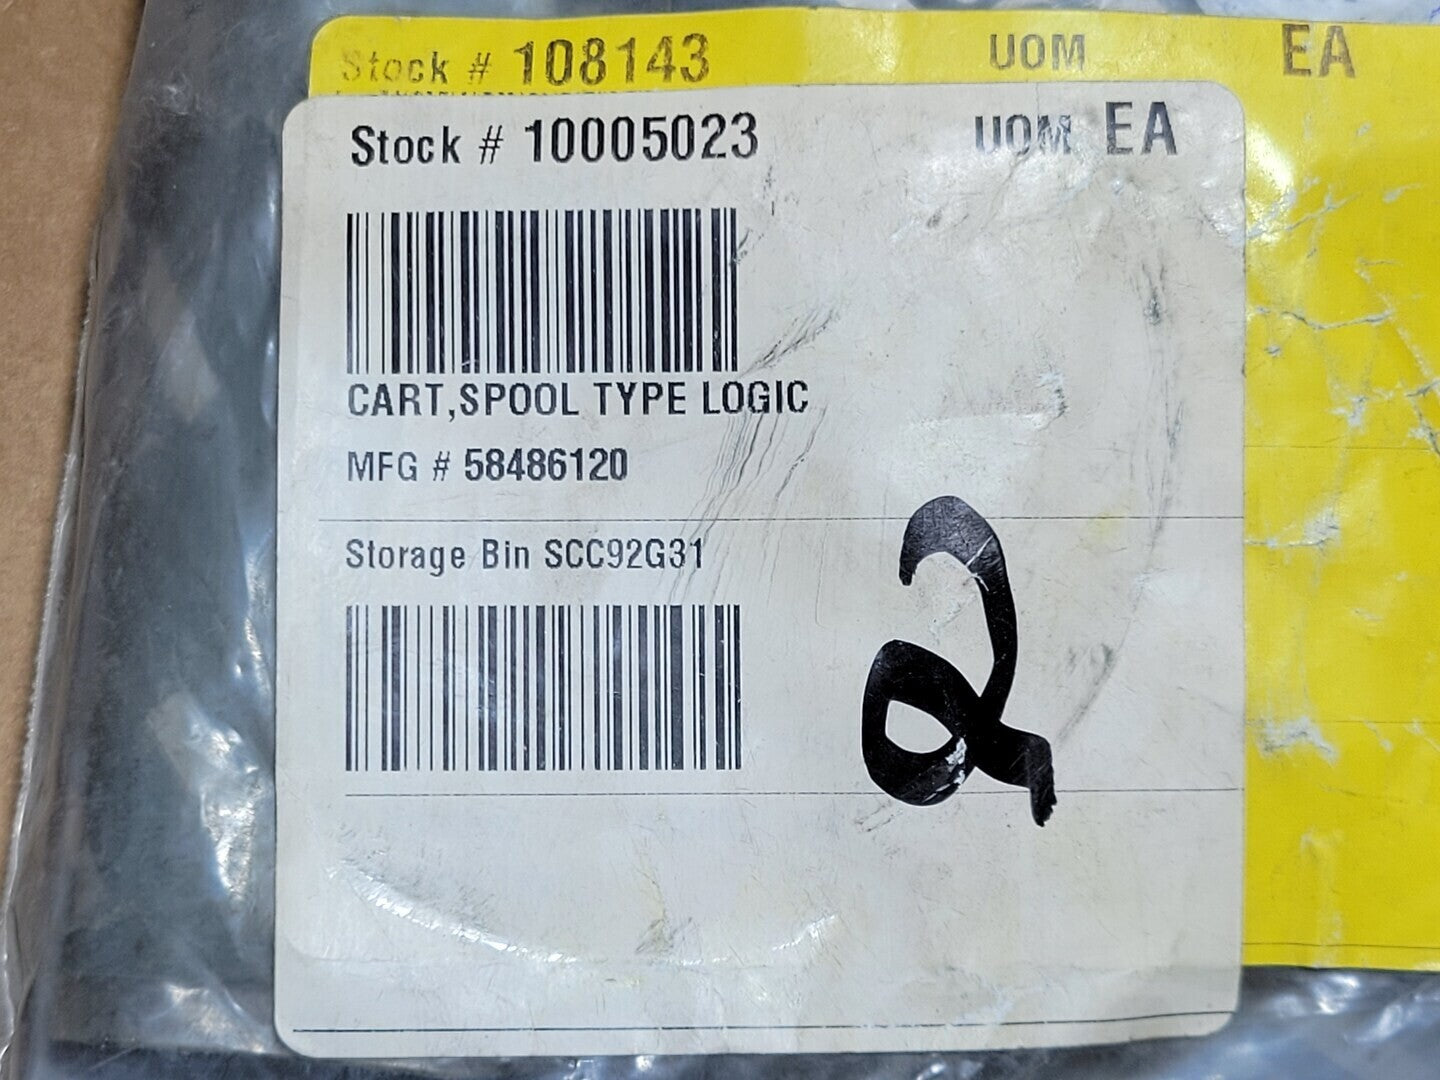 Stock # 108143 UOM EA
Stock # 10005023 UOM EA
CART,SPOOL TYPE LOGIC
MFG # 58486120
Storage Bin SCC92G31
2